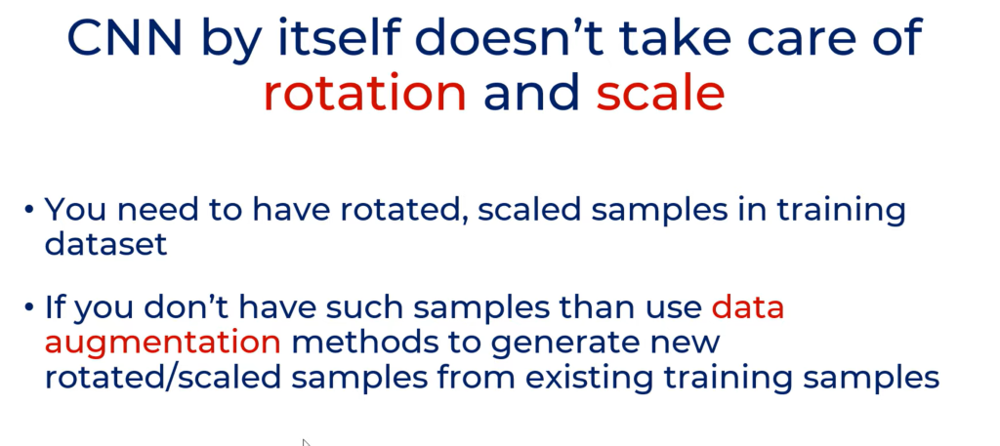 CNN by itself doesn't take care of
rotation and scale
• You need to have rotated, scaled samples in training
dataset
• If you don't have such samples than use data
augmentation methods to generate new
rotated/scaled samples from existing training samples